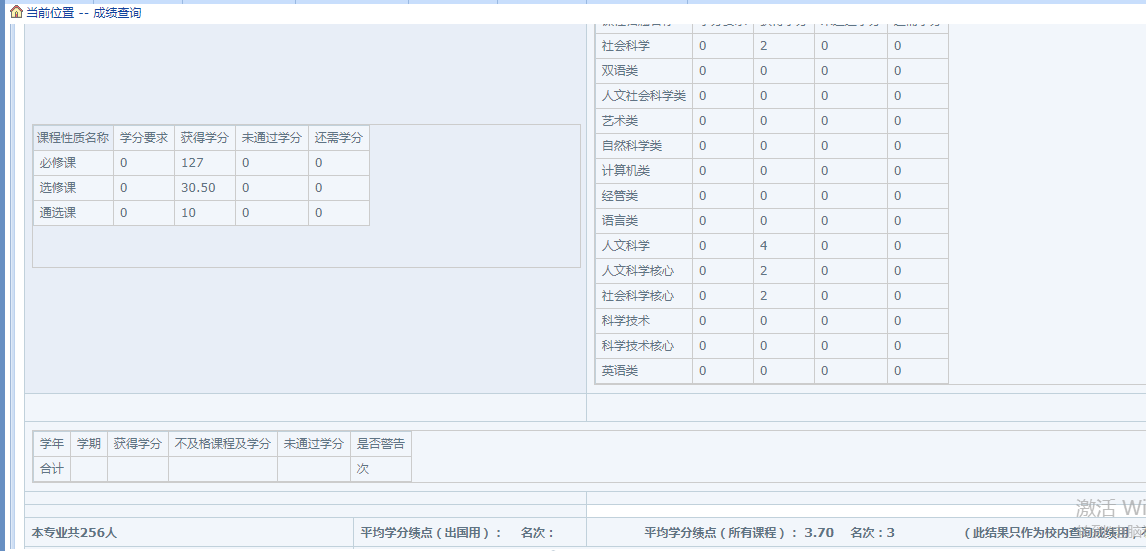 当前位置 -- 成绩查询
社会科学 0 2 0 0
双语类 0 0 0 0
人文社会科学类 0 0 0 0
艺术类 0 0 0 0
自然科学类 0 0 0 0
计算机类 0 0 0 0
经管类 0 0 0 0
语言类 0 0 0 0
人文科学 0 4 0 0
人文科学核心 0 2 0 0
社会科学核心 0 2 0 0
科学技术 0 0 0 0
科学技术核心 0 0 0 0
英语类 0 0 0 0
课程性质名称 学分要求 获得学分 未通过学分 还需学分
必修课 0 127 0 0
选修课 0 30.50 0 0
通选课 0 10 0 0
学年 学期 获得学分 不及格课程及学分 未通过学分 是否警告
合计 次
激活 Wi
本专业共256人 平均学分绩点（出国用）： 名次： 平均学分绩点（所有课程）： 3.70 名次：3 （此结果只作为校内查询成绩用，